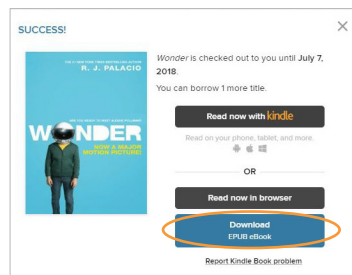 SUCCESS!
R. J. PALACIO
WONDER
NOW A MAJOR
MOTION PICTURE!
Wonder is checked out to you until July 7,
2018.
You can borrow 1 more title.
Read now with kindle
Read on your phone, tablet, and more.
OR
Read now in browser
Download
EPUB eBook
Report Kindle Book problem